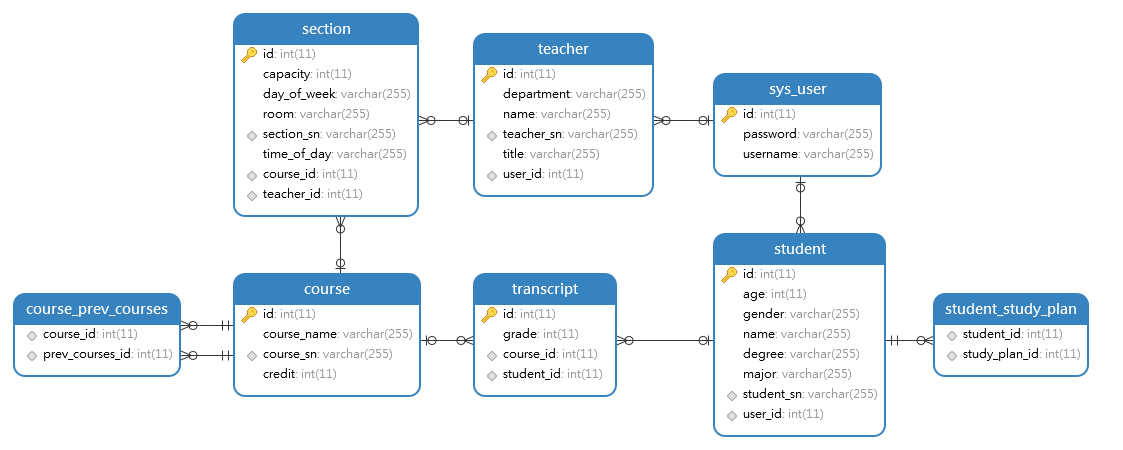 section
id: int(11)
capacity: int(11)
day_of_week: varchar(255)
room: varchar(255)
section_sn: varchar(255)
time_of_day: varchar(255)
course_id: int(11)
teacher_id: int(11)
teacher
id: int(11)
department: varchar(255)
name: varchar(255)
teacher_sn: varchar(255)
title: varchar(255)
user_id: int(11)
sys_user
id: int(11)
password: varchar(255)
username: varchar(255)
course_prev_courses
course_id: int(11)
prev_courses_id: int(11)
course
id: int(11)
course_name: varchar(255)
course_sn: varchar(255)
credit: int(11)
transcript
id: int(11)
grade: int(11)
course_id: int(11)
student_id: int(11)
student
id: int(11)
age: int(11)
gender: varchar(255)
name: varchar(255)
degree: varchar(255)
major: varchar(255)
student_sn: varchar(255)
user_id: int(11)
student_study_plan
student_id: int(11)
study_plan_id: int(11)